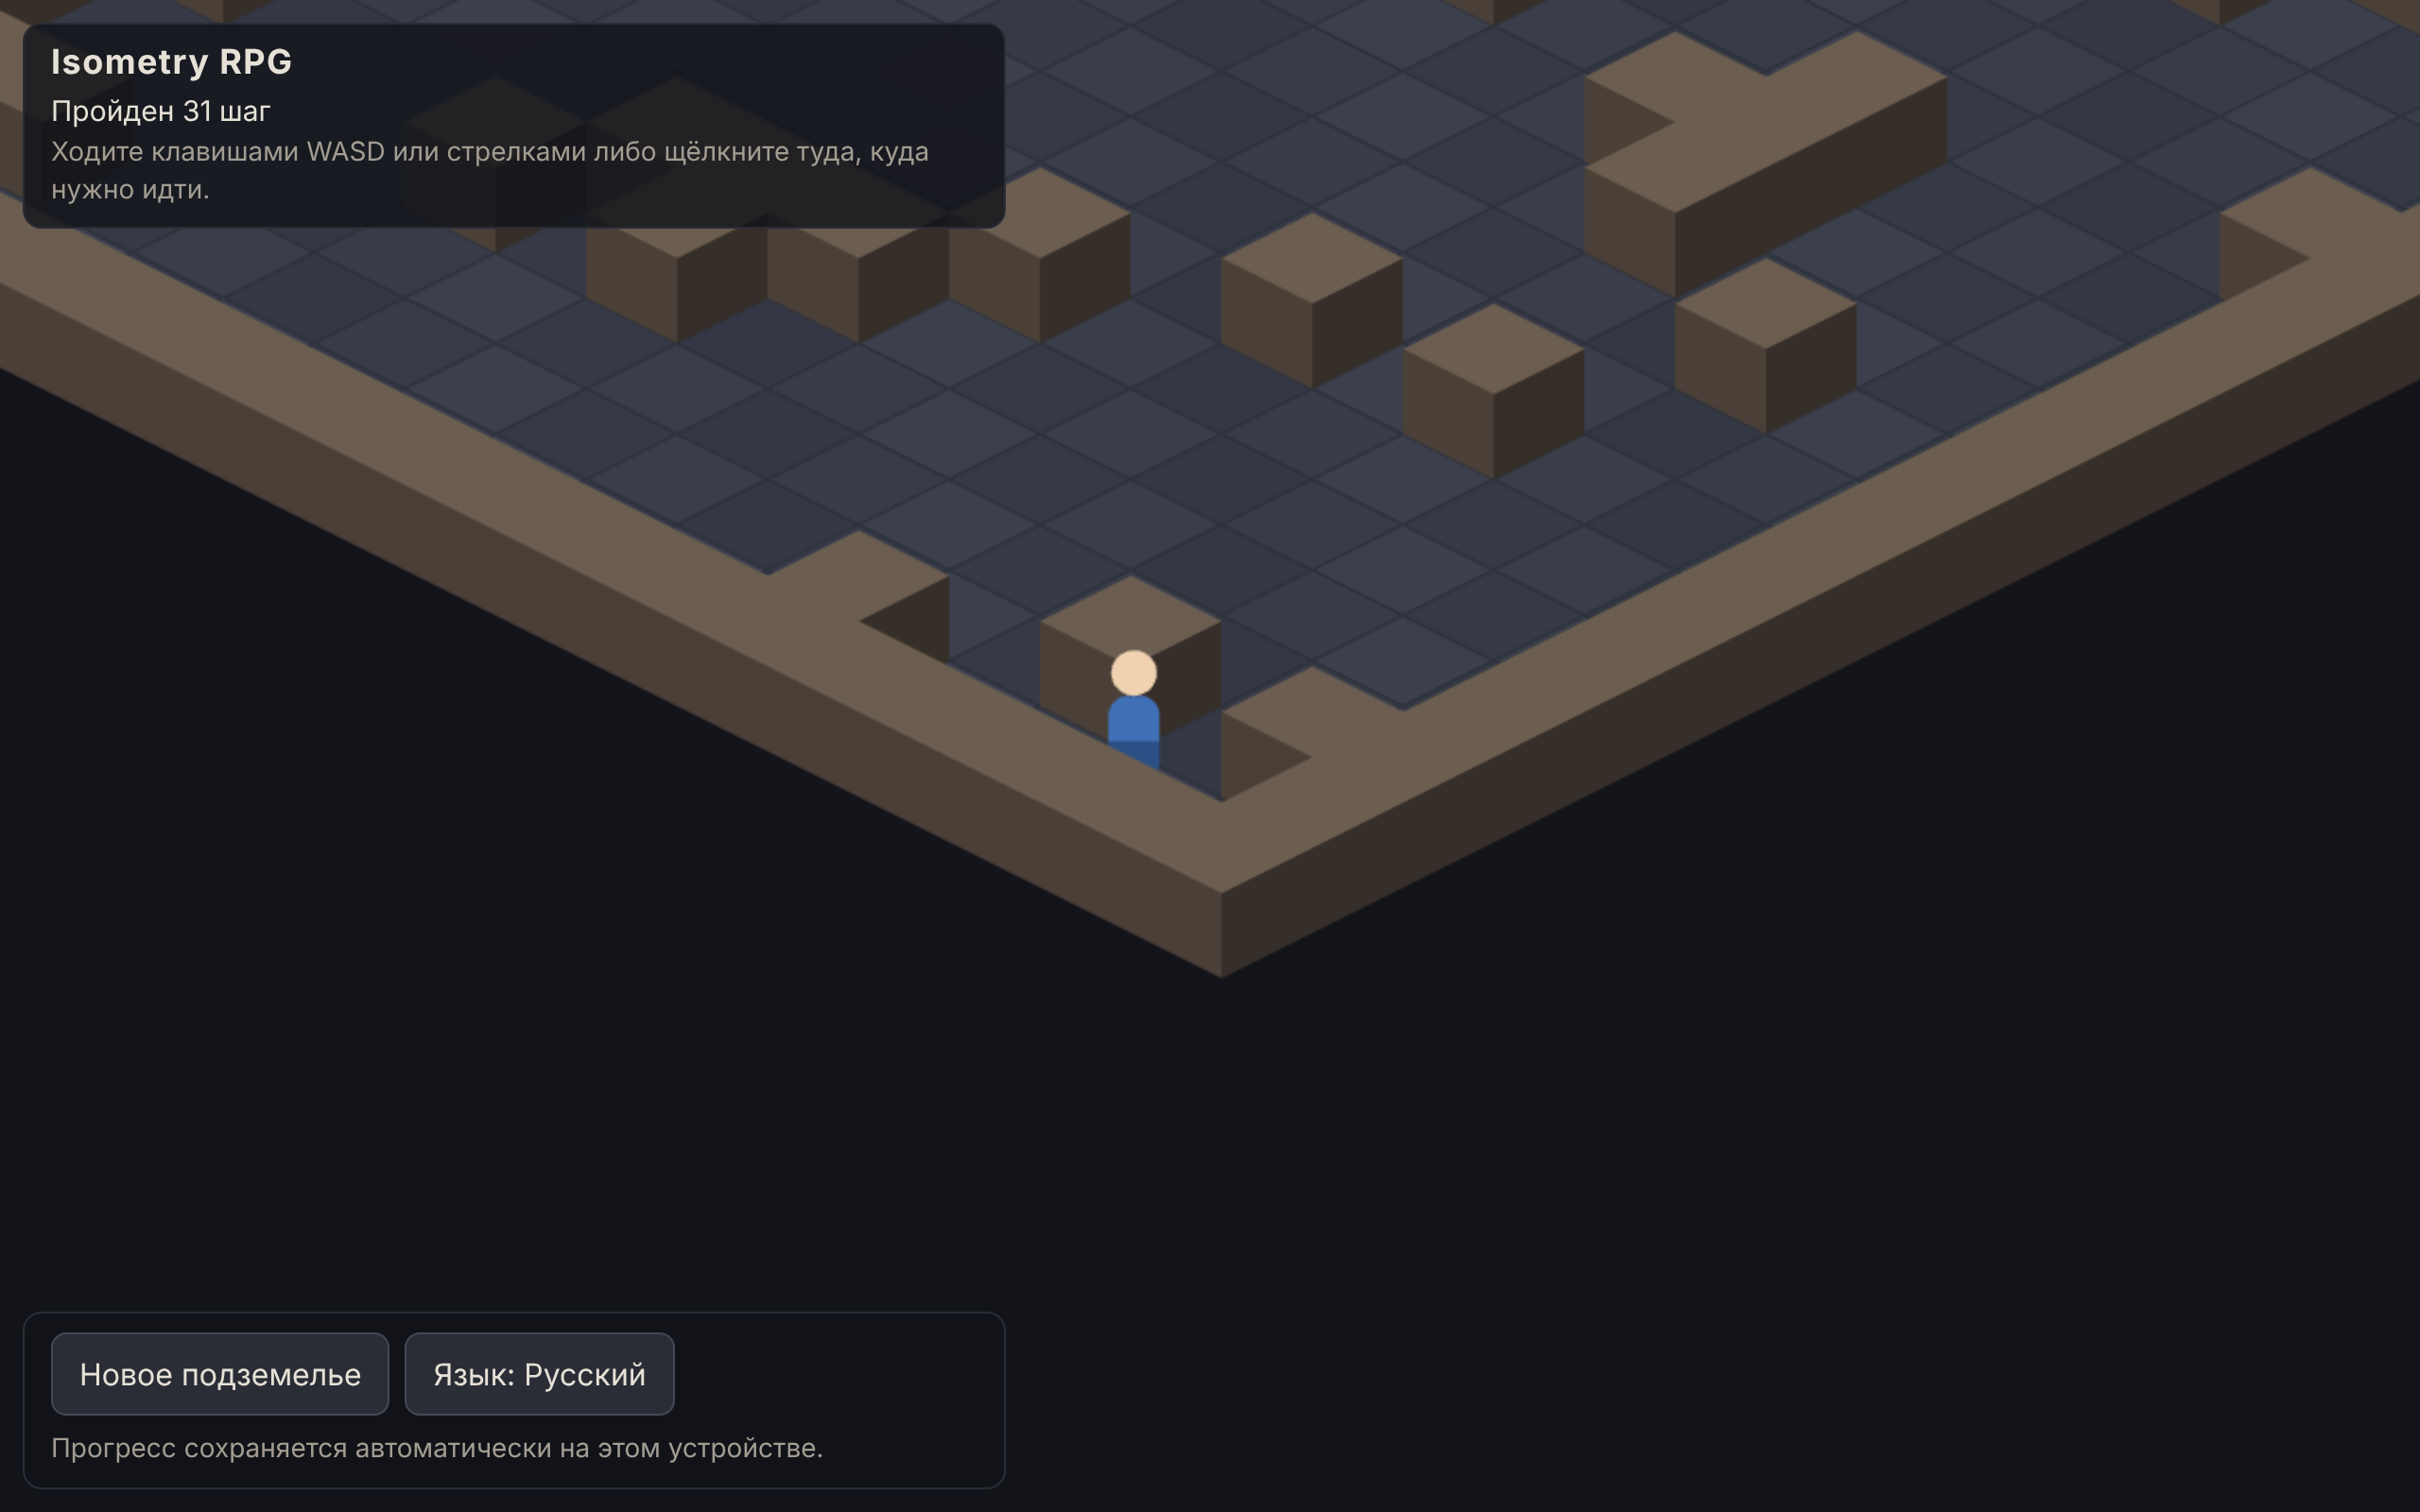 Isometry RPG
Пройден 31 шаг
Ходите клавишами WASD или стрелками либо щёлкните туда, куда
нужно идти.
Новое подземелье
Язык: Русский
Прогресс сохраняется автоматически на этом устройстве.